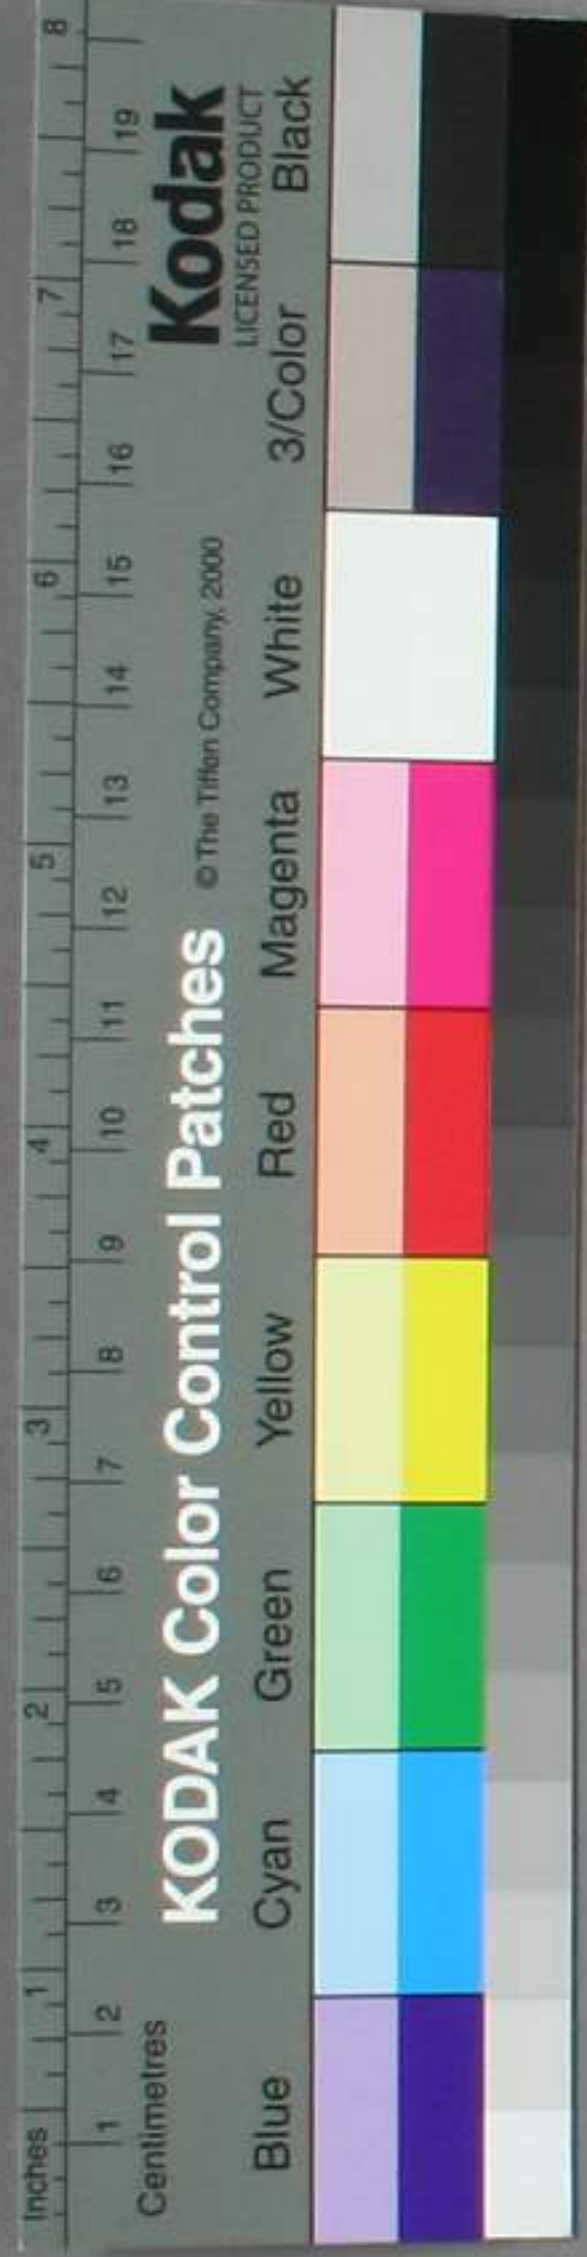 Inches 1 2 3 4 5 6 7 8
1 2 3 4 5 6 7 8 9 10 11 12 13 14 15 16 17 18 19
Centimetres
KODAK Color Control Patches © The Tiffen Company, 2000 Kodak
LICENSED PRODUCT
Blue Cyan Green Yellow Red Magenta White 3/Color Black